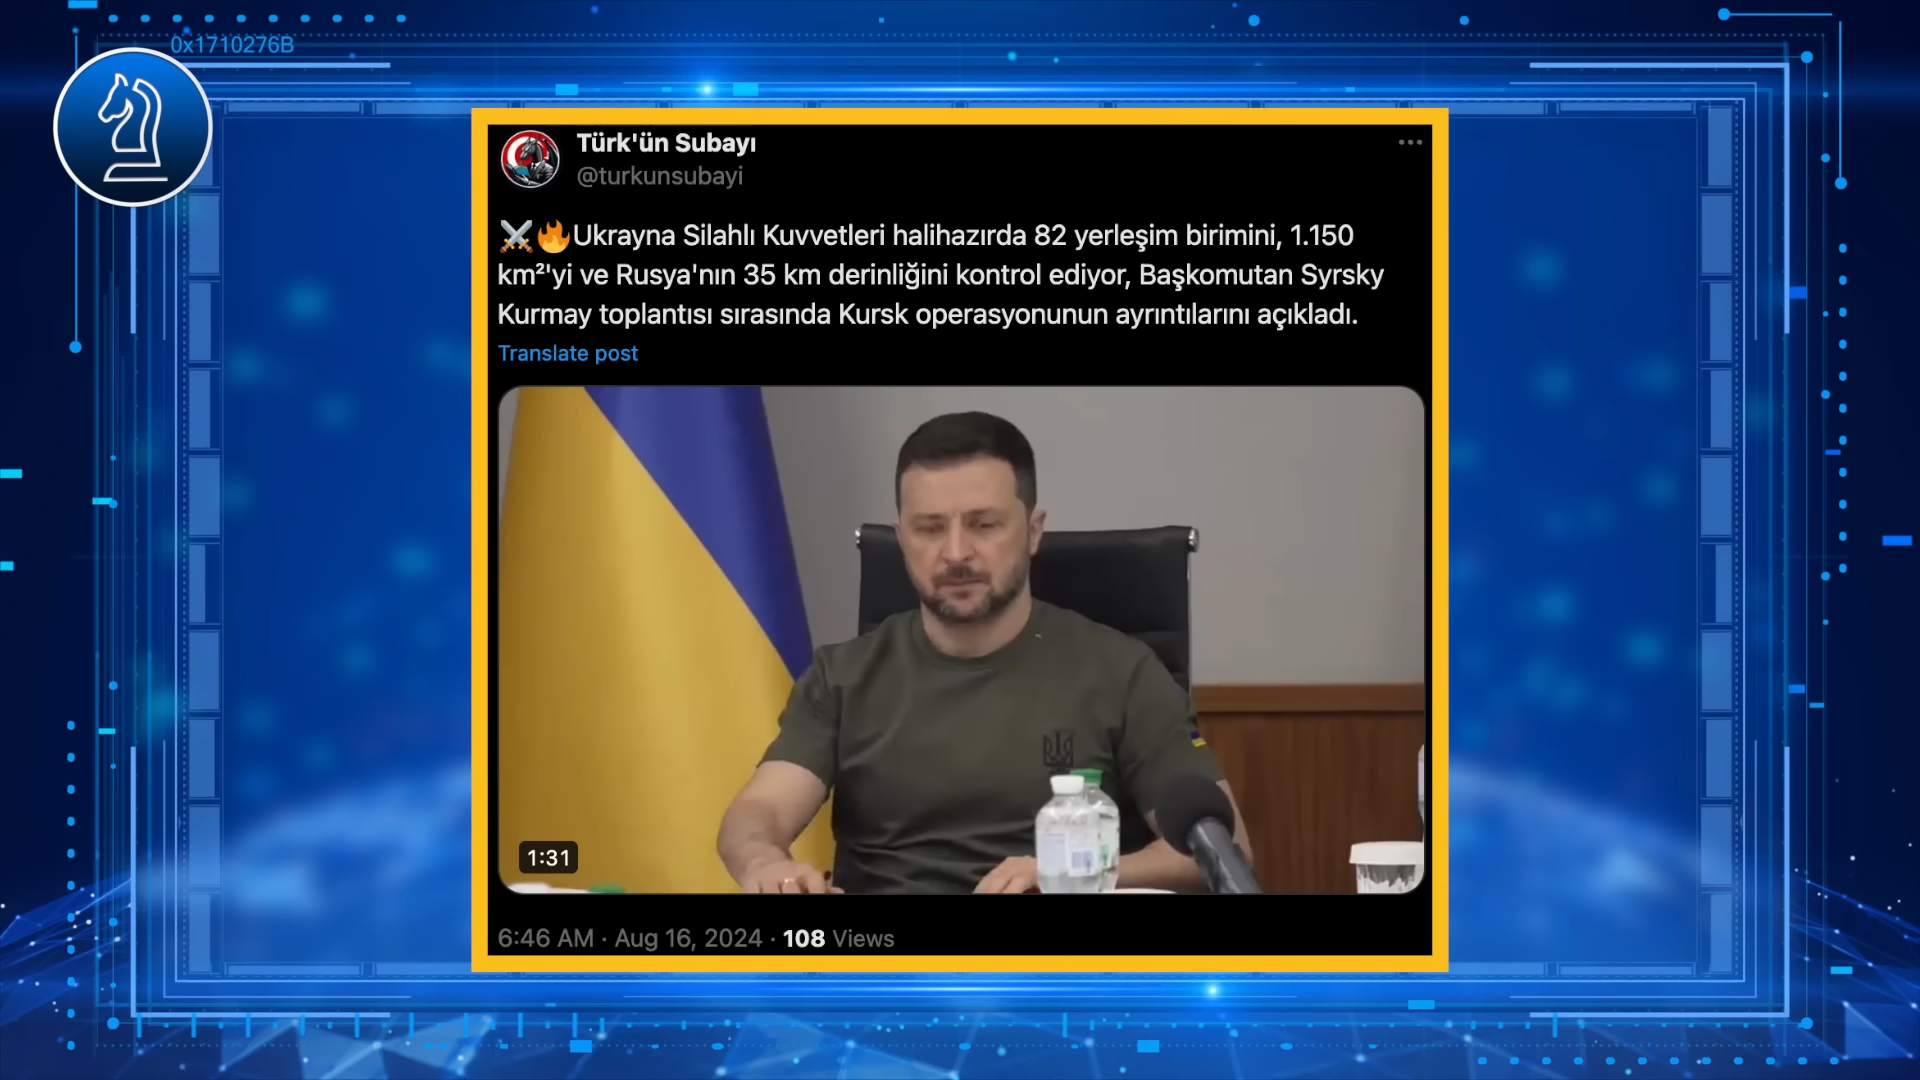 0x1710276B
Türk'ün Subayı
@turkunsubayi
⚔️🔥Ukrayna Silahlı Kuvvetleri halihazırda 82 yerleşim birimini, 1.150
km²'yi ve Rusya'nın 35 km derinliğini kontrol ediyor, Başkomutan Syrsky
Kurmay toplantısı sırasında Kursk operasyonunun ayrıntılarını açıkladı.
Translate post
1:31
6:46 AM · Aug 16, 2024 · 108 Views